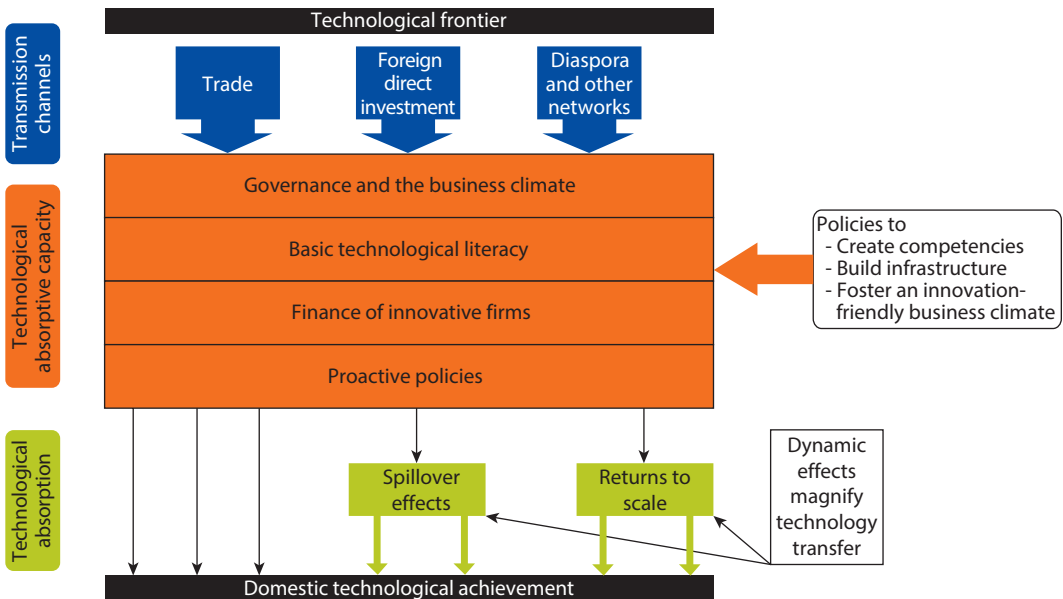 Technological frontier
Transmission
channels
Trade
Foreign
direct
investment
Diaspora
and other
networks
Technological
absorptive capacity
Governance and the business climate
Basic technological literacy
Finance of innovative firms
Proactive policies
Policies to
- Create competencies
- Build infrastructure
- Foster an innovation-
friendly business climate
Technological
absorption
Spillover
effects
Returns to
scale
Dynamic
effects
magnify
technology
transfer
Domestic technological achievement